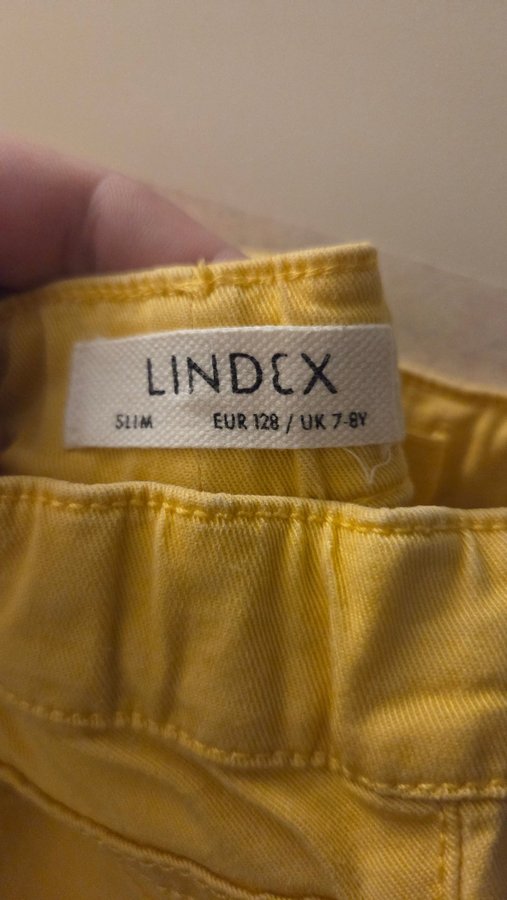 LINDEX
SLIM EUR 128 / UK 7-8Y